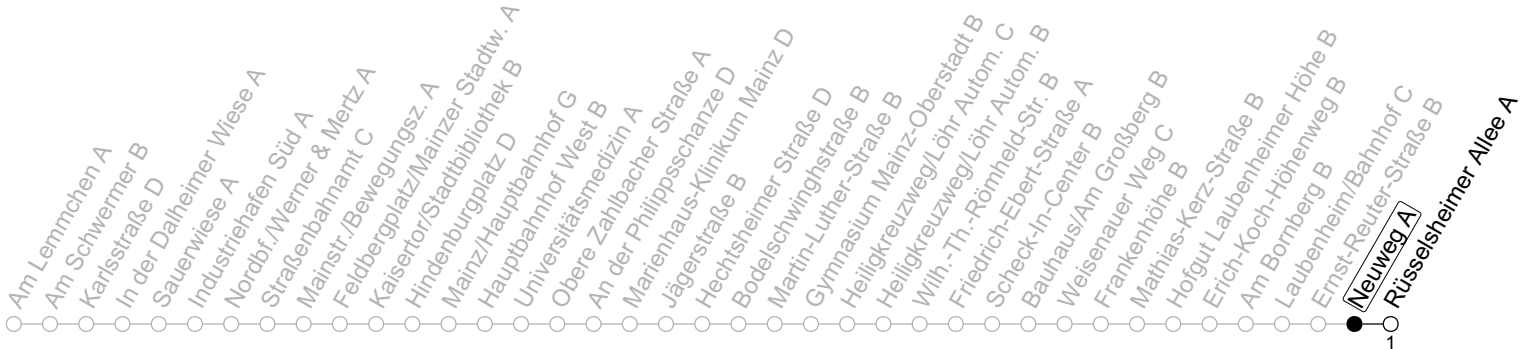 Am Lemmchen A
Am Schwermer B
Karlsstraße D
In der Dalheimer Wiese A
Sauerwiese A
Industriehafen Süd A
Nordbf./Werner & Mertz A
Straßenbahnamt C
Mainstr./Bewegungsz. A
Feldbergplatz/Mainzer Stadtw. A
Kaisertor/Stadtbibliothek B
Hindenburgplatz D
Mainz/Hauptbahnhof G
Hauptbahnhof West B
Universitätsmedizin A
Obere Zahlbacher Straße A
An der Philippsschanze D
Marienhaus-Klinikum Mainz D
Jägerstraße B
Hechtsheimer Straße D
Bodelschwinghstraße B
Martin-Luther-Straße B
Gymnasium Mainz-Oberstadt B
Heiligkreuzweg/Löhr Autom. C
Heiligkreuzweg/Löhr Autom. B
Wilh.-Th.-Rönnheld-Str. B
Friedrich-Ebert-Straße A
Scheck-In-Center B
Bauhaus/Am Großberg B
Weisenauer Weg C
Frankenhöhe B
Mathias-Kerz-Straße B
Hofgut Laubenheimer Höhe B
Erich-Koch-Höhenweg B
Am Bornberg B
Laubenheim/Bahnhof C
Ernst-Reuter-Straße B
Neuweg A
Rüsselsheimer Allee A
1